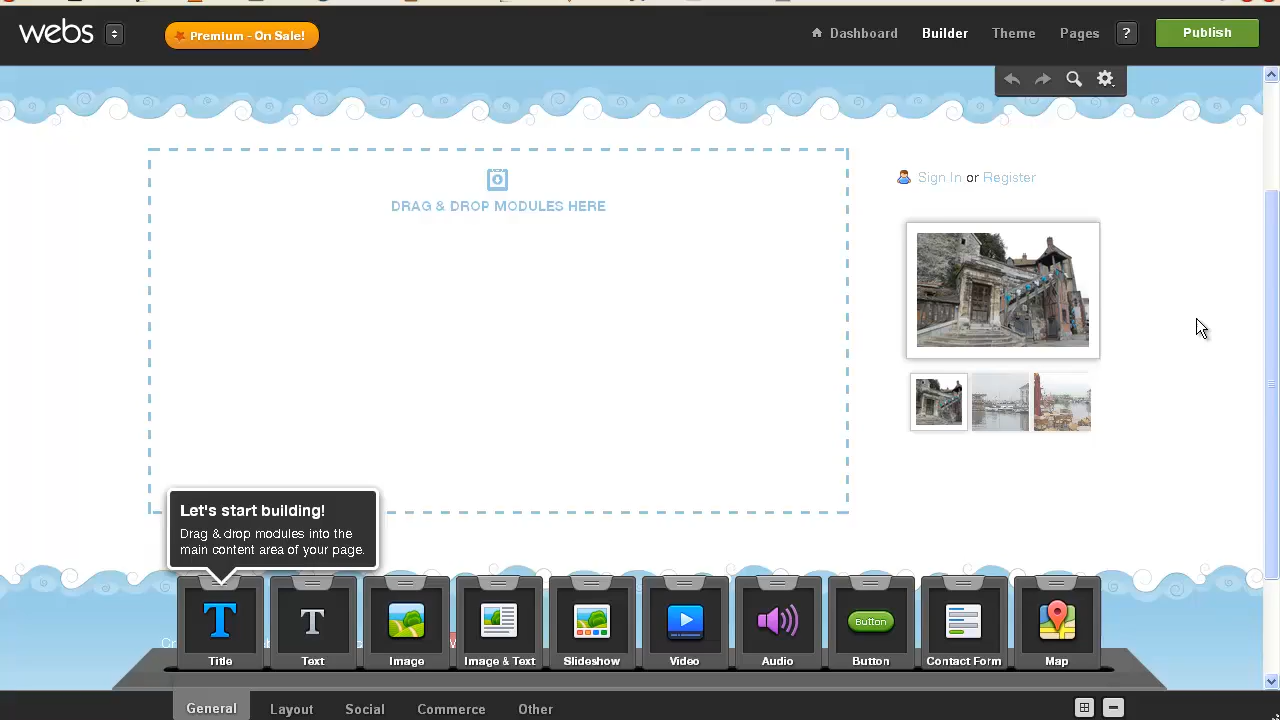 webs
Premium - On Sale!
Dashboard
Builder
Theme
Pages
?
Publish
DRAG & DROP MODULES HERE
Sign In or Register
Let's start building!
Drag & drop modules into the
main content area of your page.
Button
Title
Text
Image
Image & Text
Slideshow
Video
Audio
Button
Contact Form
Map
General
Layout
Social
Commerce
Other